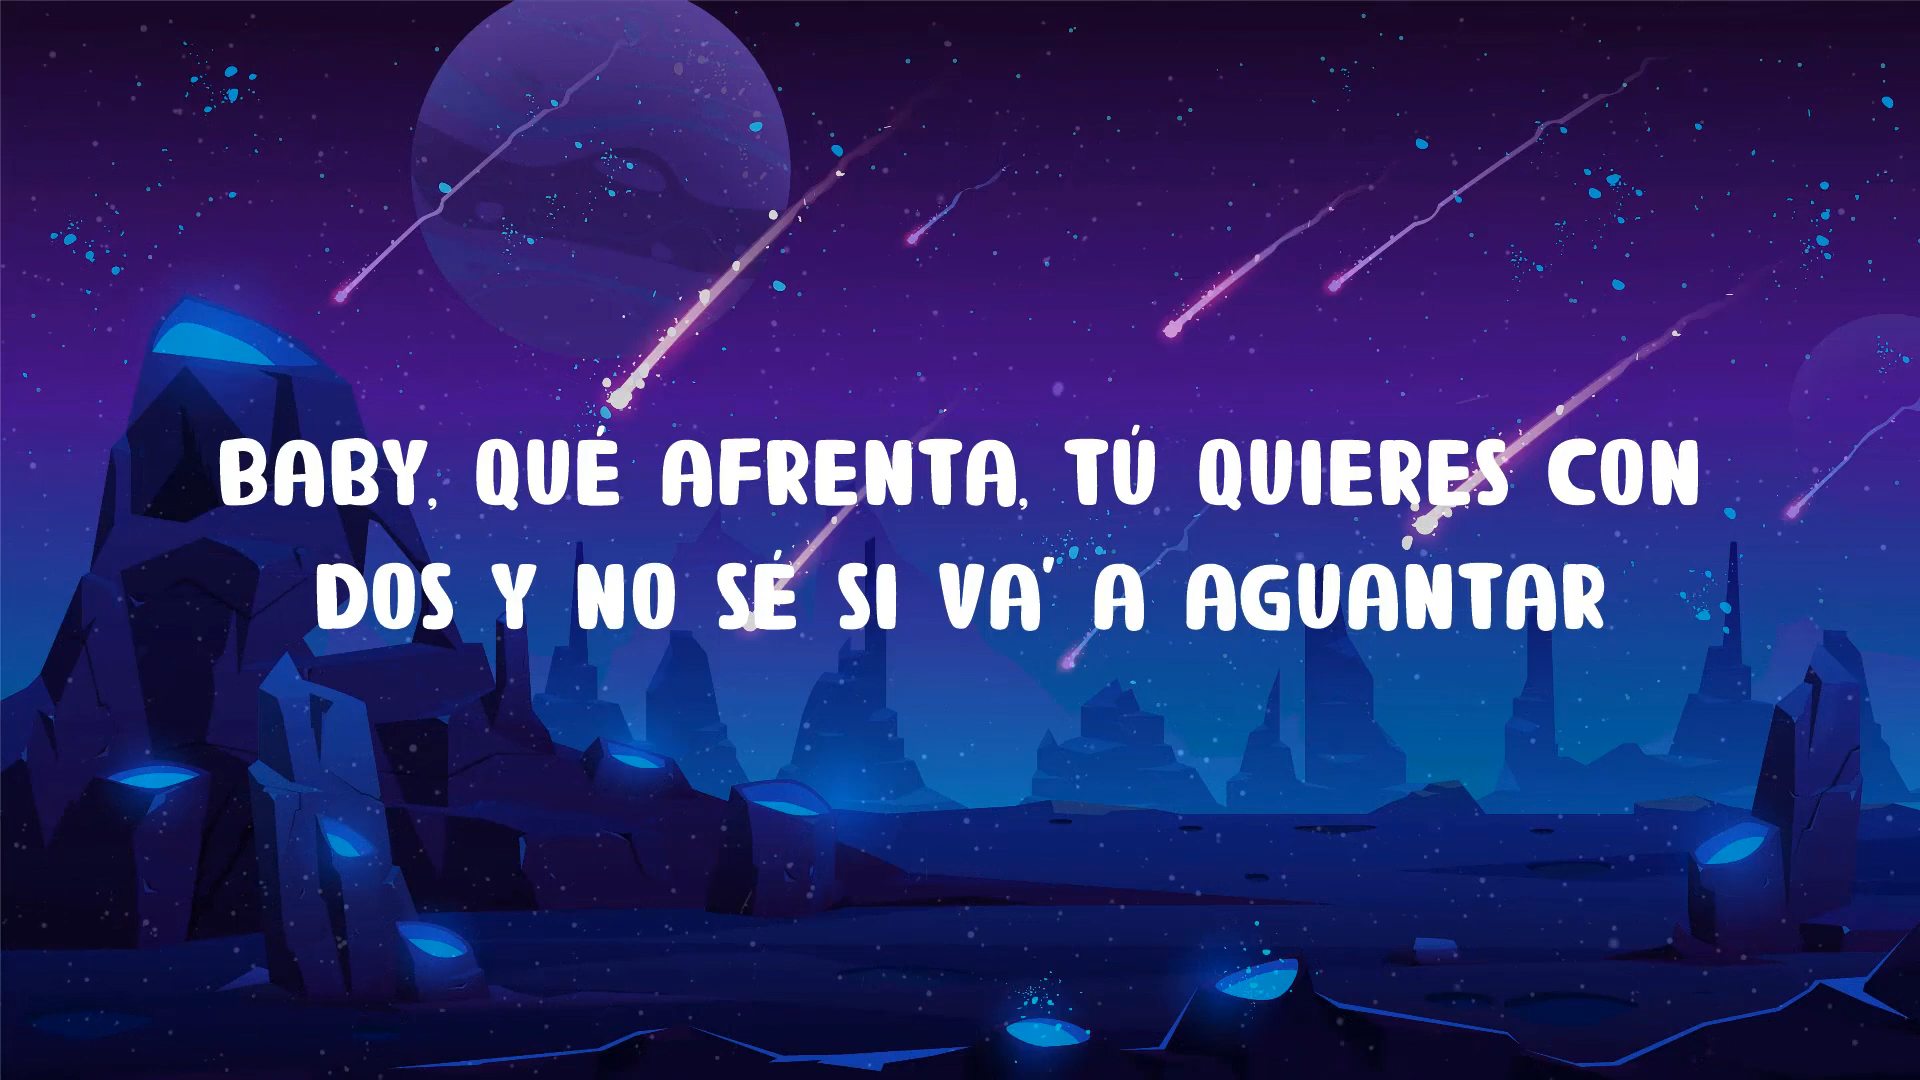 BABY, QUÉ AFRENTA, TÚ QUIERES CON
DOS Y NO SÉ SI VA' A AGUANTAR